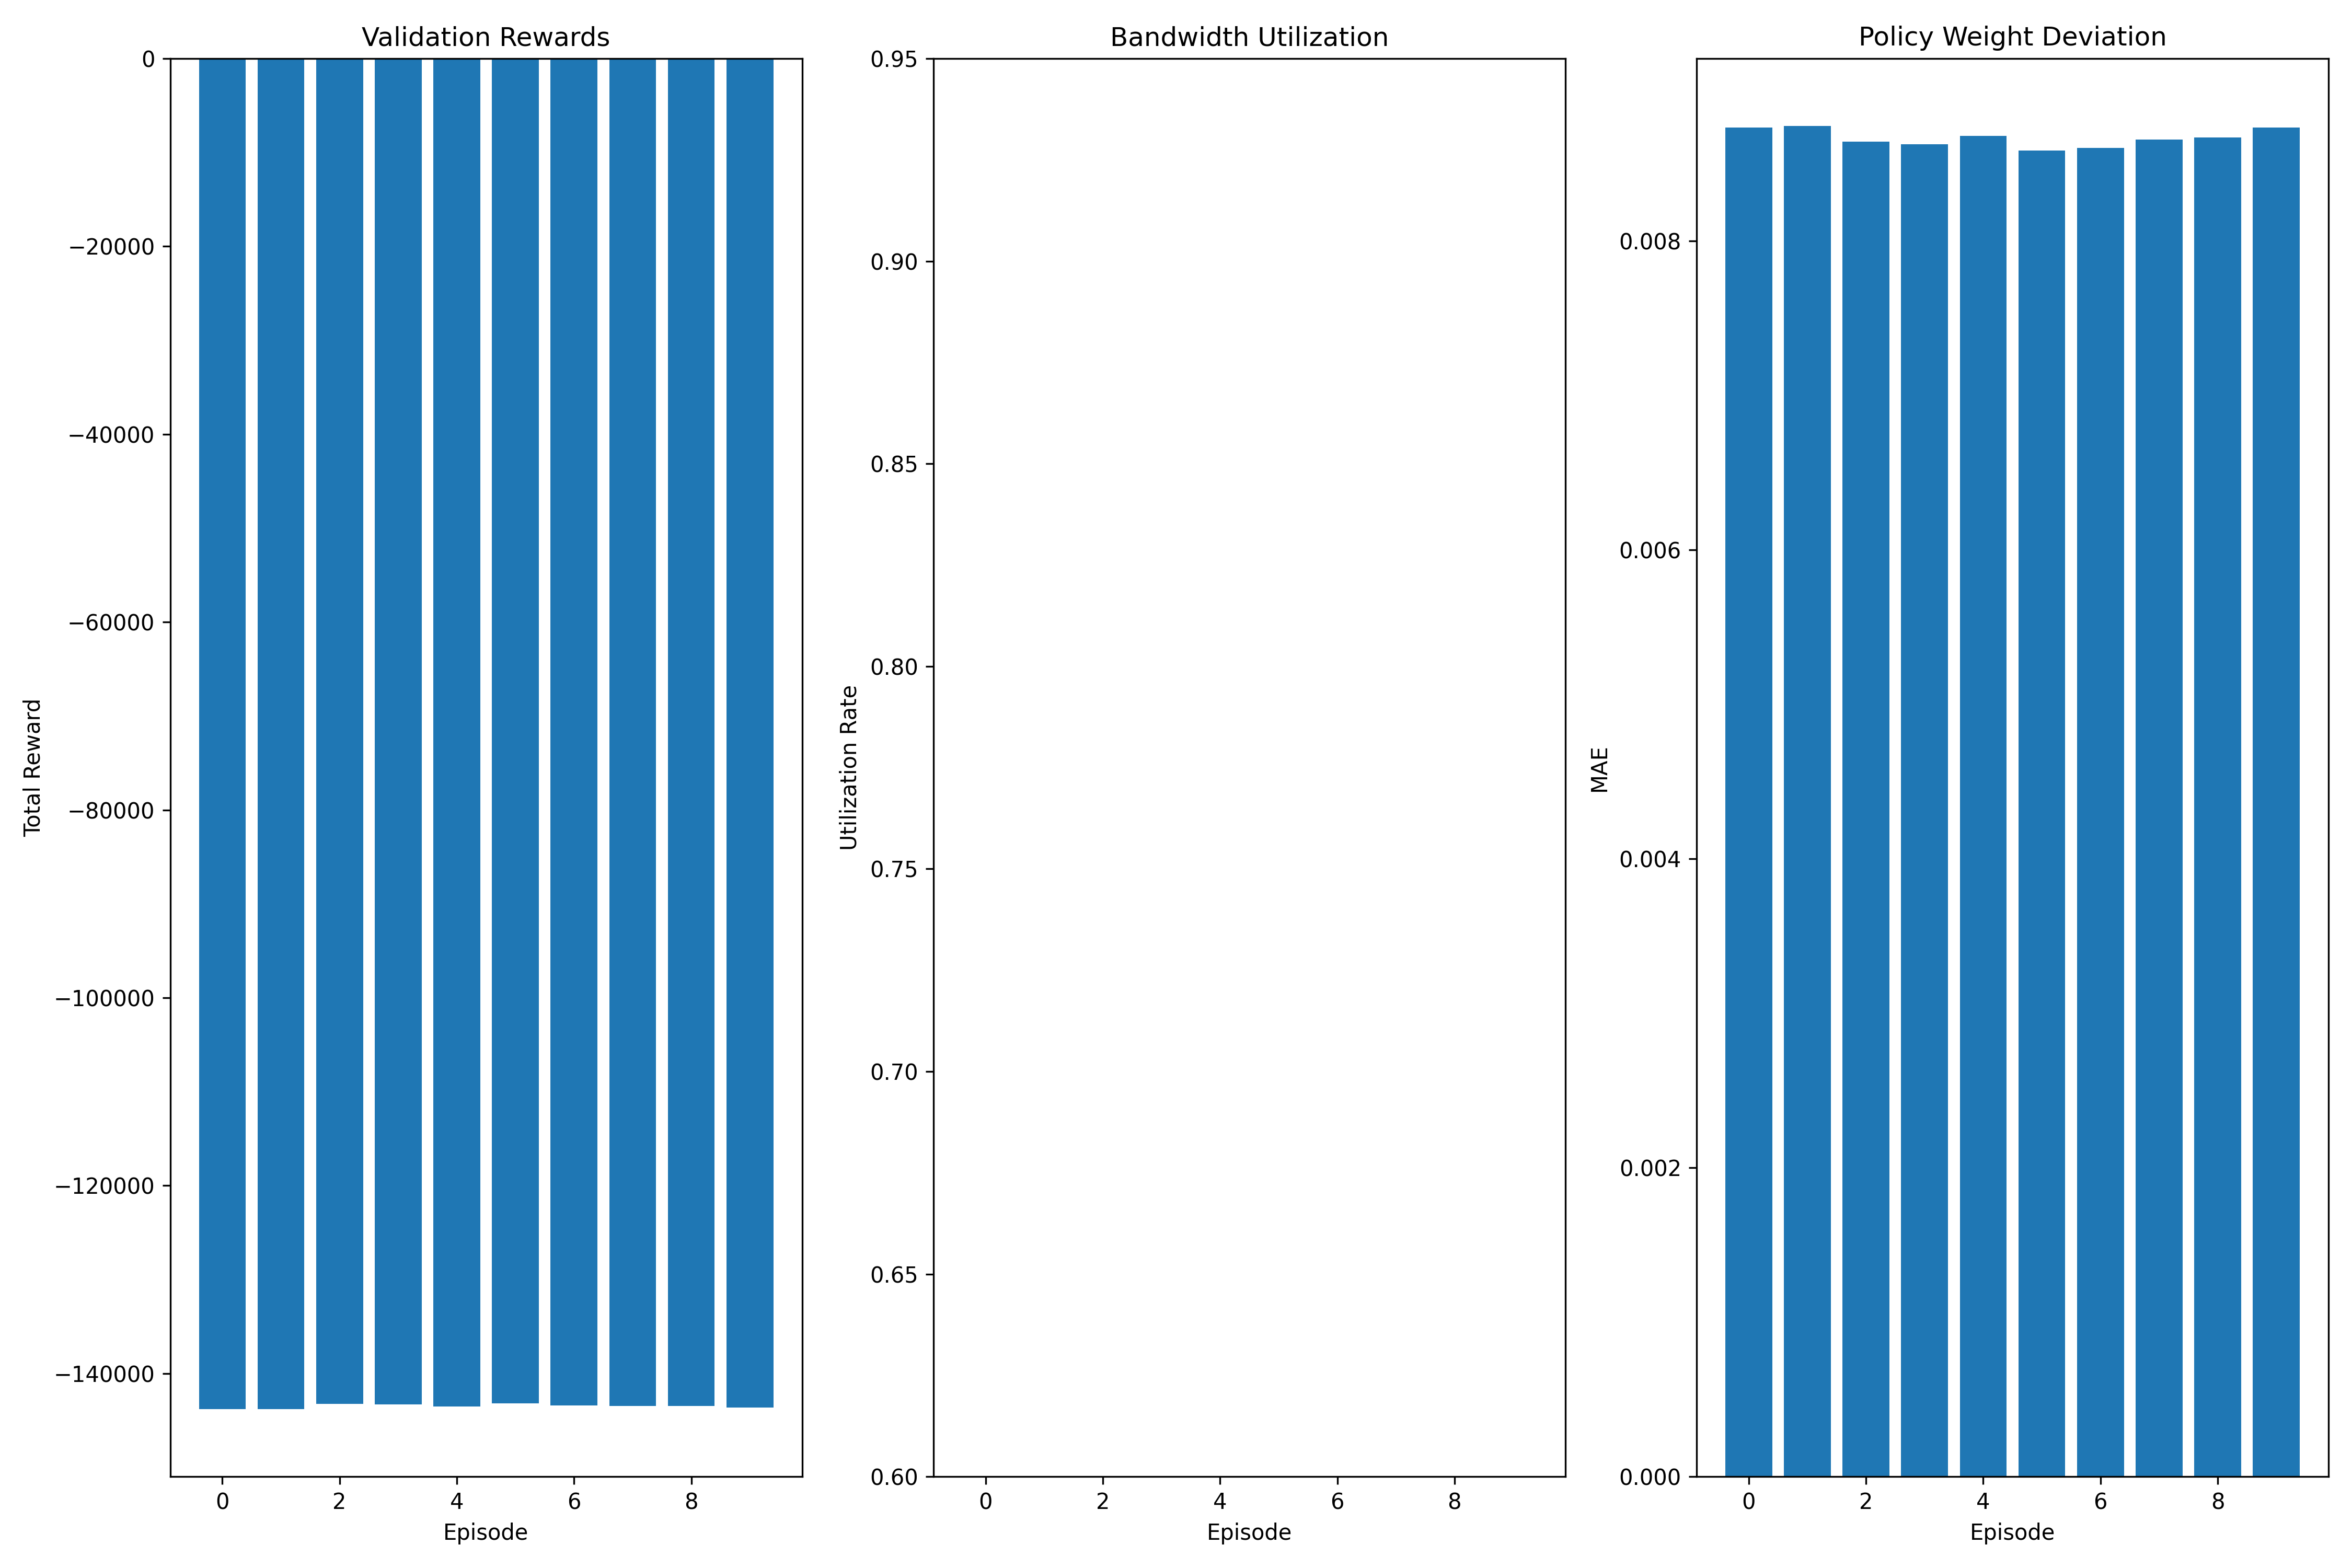 Validation Rewards
0
−20000
−40000
−60000
−80000
−100000
−120000
−140000
Total Reward
0 2 4 6 8
Episode
Bandwidth Utilization
0.95
0.90
0.85
0.80
0.75
0.70
0.65
0.60
Utilization Rate
0 2 4 6 8
Episode
Policy Weight Deviation
0.008
0.006
0.004
0.002
0.000
MAE
0 2 4 6 8
Episode